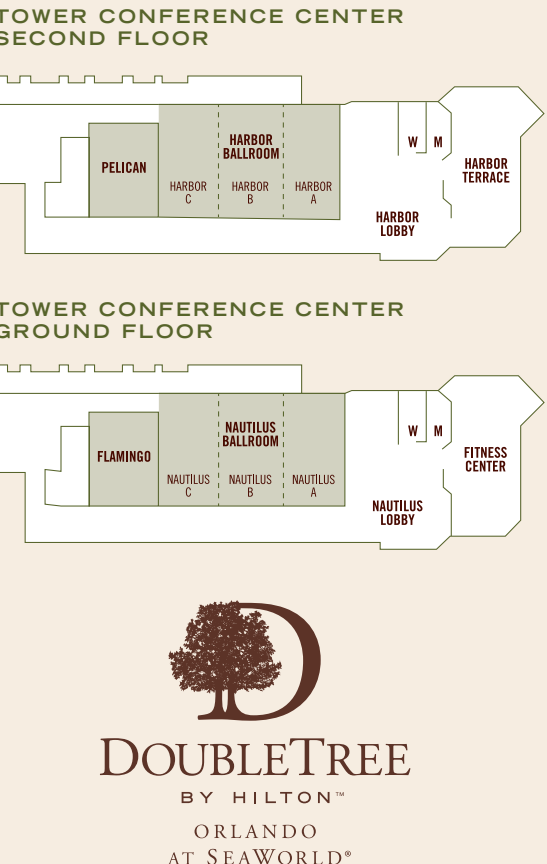 TOWER CONFERENCE CENTER
SECOND FLOOR
PELICAN
HARBOR
BALLROOM
HARBOR
C
HARBOR
B
HARBOR
A
W
M
HARBOR
TERRACE
HARBOR
LOBBY
TOWER CONFERENCE CENTER
GROUND FLOOR
FLAMINGO
NAUTILUS
BALLROOM
NAUTILUS
C
NAUTILUS
B
NAUTILUS
A
W
M
FITNESS
CENTER
NAUTILUS
LOBBY
D
DOUBLETREE
BY HILTON™
ORLANDO
AT SEAWORLD®